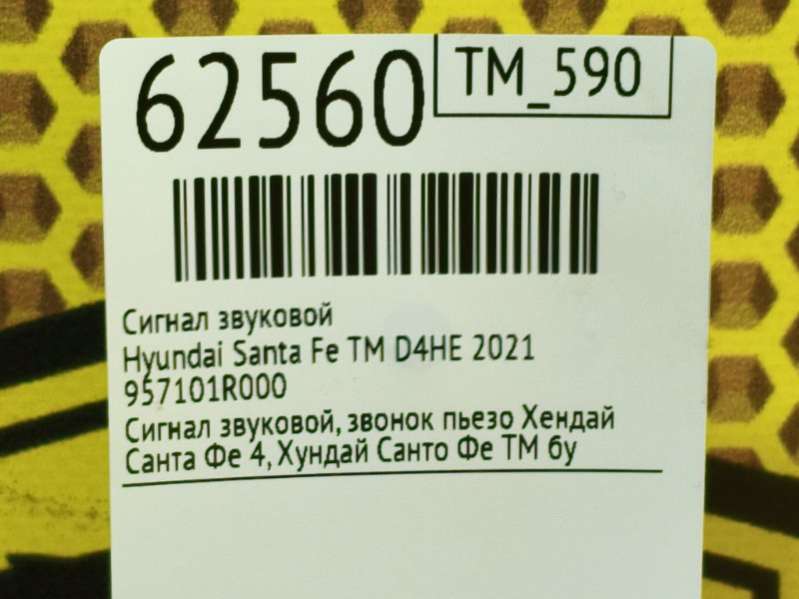 62560
TM_590
Сигнал звуковой
Hyundai Santa Fe TM D4HE 2021
957101R000
Сигнал звуковой, звонок пьезо Хендай
Санта Фе 4, Хундай Санто Фе ТМ бу